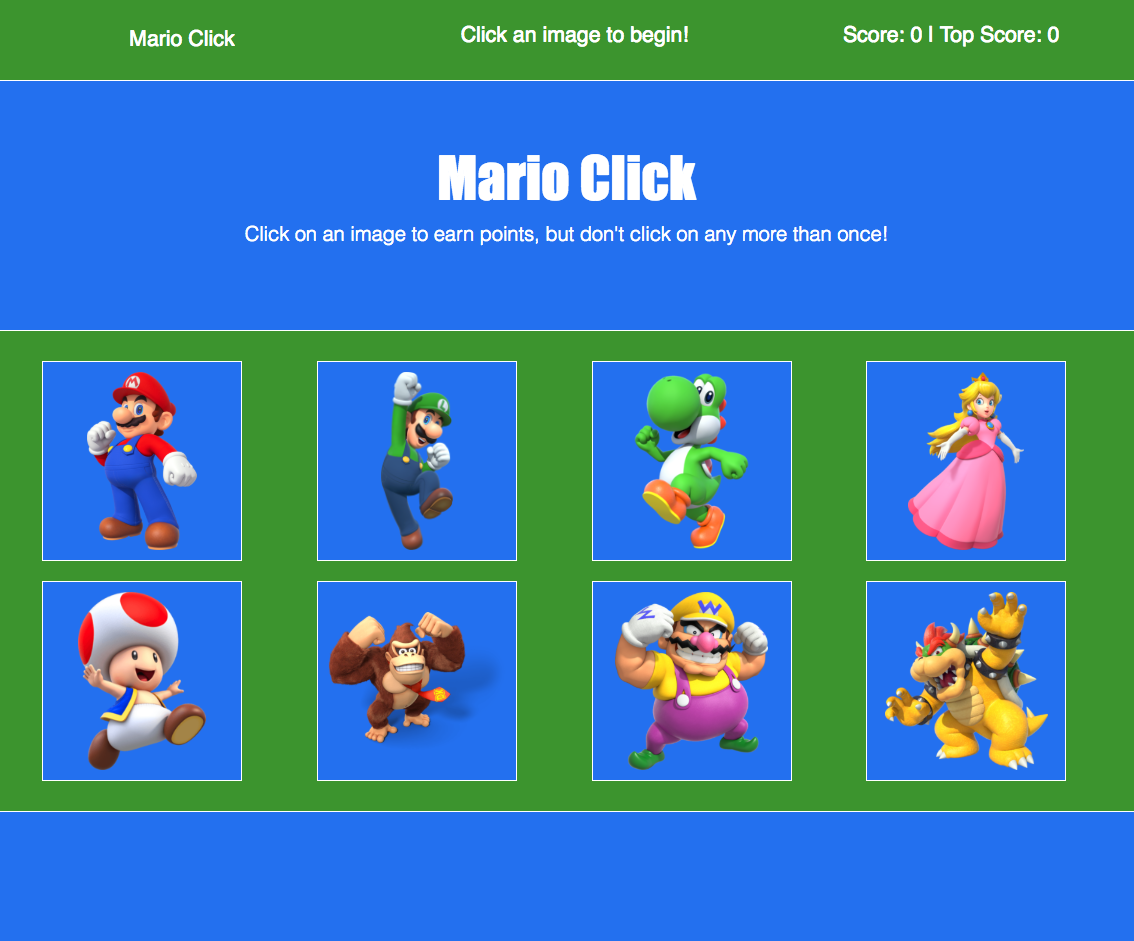 Mario Click
Click an image to begin!
Score: 0 | Top Score: 0
Mario Click
Click on an image to earn points, but don't click on any more than once!
M
L
W
W